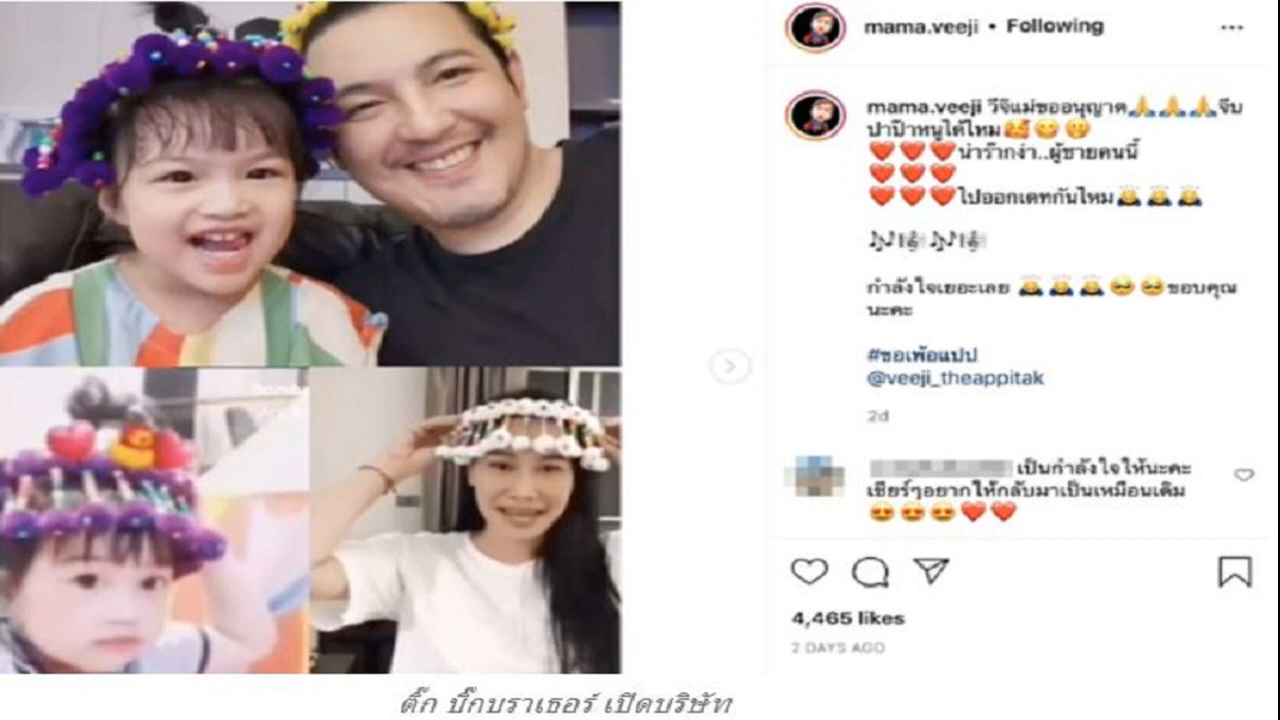 mama.veeji • Following
mama.veeji วีจิแม่ขออนุญาต🙏🙏🙏จีบ
ปาป๊าหนูได้ไหม🥰😋🤭
❤️❤️❤️น่าร๊ากง่า..ผู้ชายคนนี้
❤️❤️❤️
❤️❤️❤️ไปออกเดทกันไหม
กำลังใจเยอะเลย 🥺🥺ขอบคุณ
นะคะ
#ขอเพ้อแปป
@veeji_theappitak
2d
เป็นกำลังใจให้นะคะ
เชียร์ๆอยากให้กลับมาเป็นเหมือนเดิม
😍😍😍❤️❤️
4,465 likes
2 DAYS AGO
ติ๊ก บิ๊กบราเธอร์ เปิดบริษัท